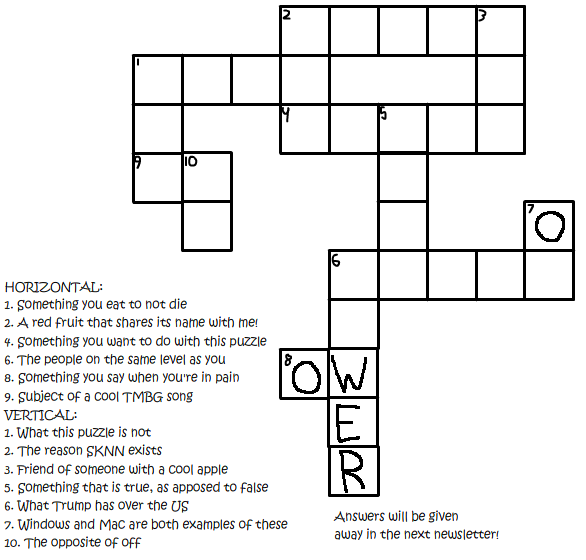 2 3
1
4 5
9 10
7 O
6
8 O W
E
R
HORIZONTAL:
1. Something you eat to not die
2. A red fruit that shares its name with me!
4. Something you want to do with this puzzle
6. The people on the same level as you
8. Something you say when you're in pain
9. Subject of a cool TMBG song
VERTICAL:
1. What this puzzle is not
2. The reason SKNN exists
3. Friend of someone with a cool apple
5. Something that is true, as apposed to false
6. What Trump has over the US
7. Windows and Mac are both examples of these
10. The opposite of off
Answers will be given
away in the next newsletter!